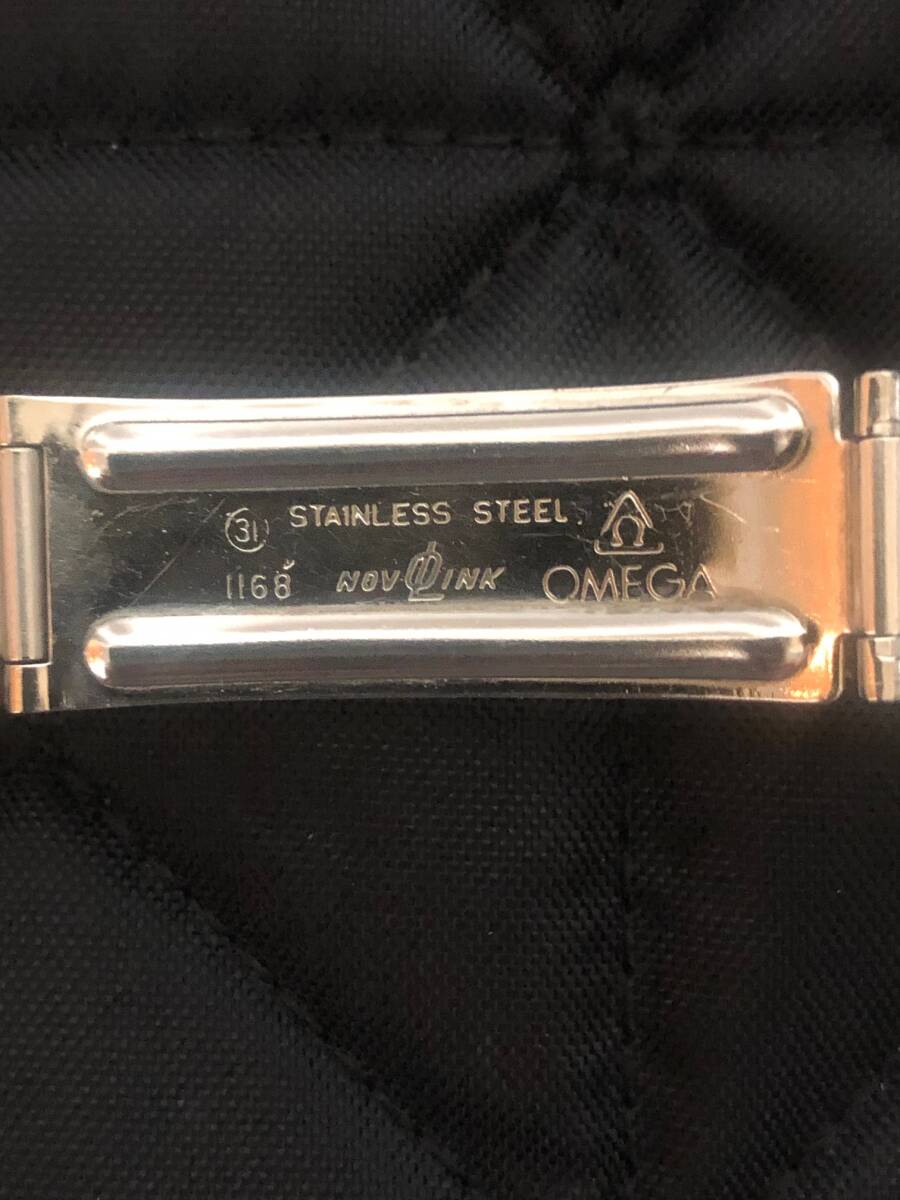 31 STAINLESS STEEL Ω
1168 NOVOLINK OMEGA